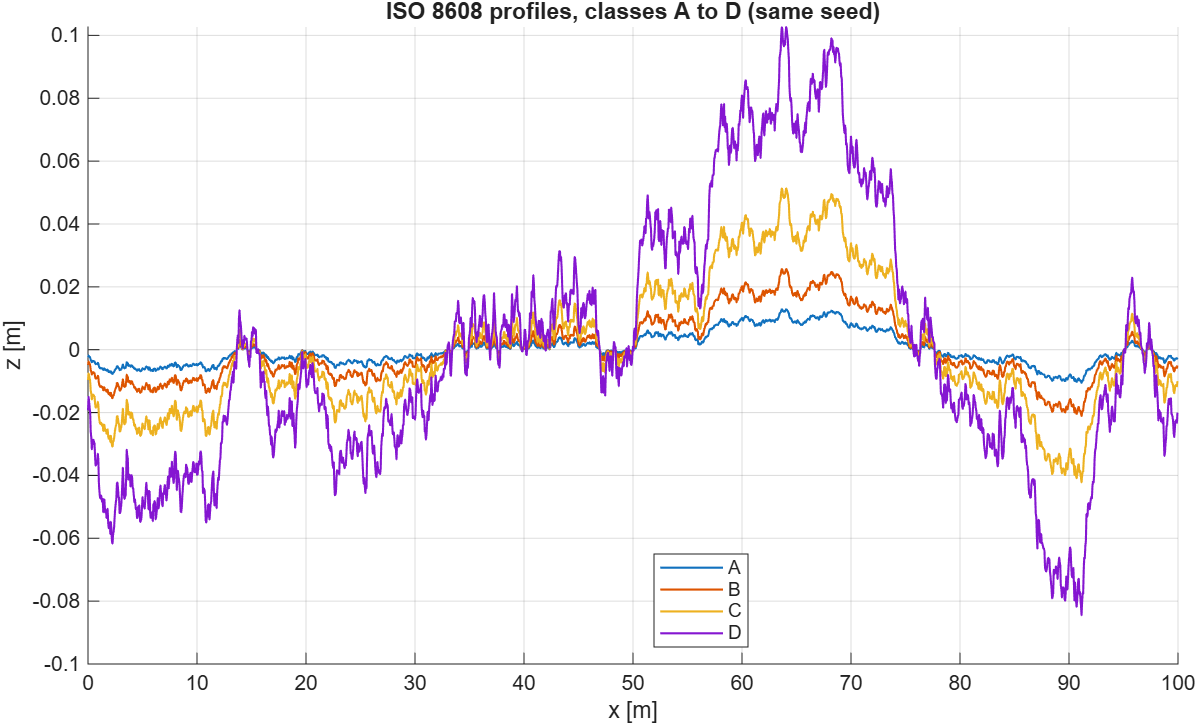 ISO 8608 profiles, classes A to D (same seed)
0.1
0.08
0.06
0.04
0.02
0
-0.02
-0.04
-0.06
-0.08
-0.1
z [m]
A
B
C
D
0 10 20 30 40 50 60 70 80 90 100
x [m]